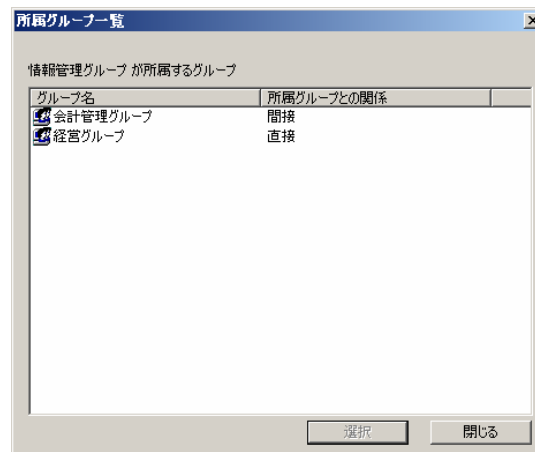 所属グループ一覧
情報管理グループ が所属するグループ
グループ名 所属グループとの関係
会計管理グループ 間接
経営グループ 直接
選択 閉じる